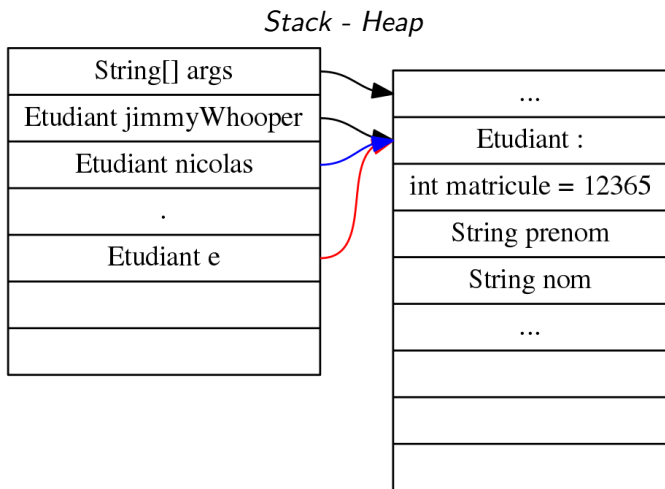 Stack - Heap
String[] args
Etudiant jimmyWhooper
Etudiant nicolas
.
Etudiant e
...
Etudiant :
int matricule = 12365
String prenom
String nom
...